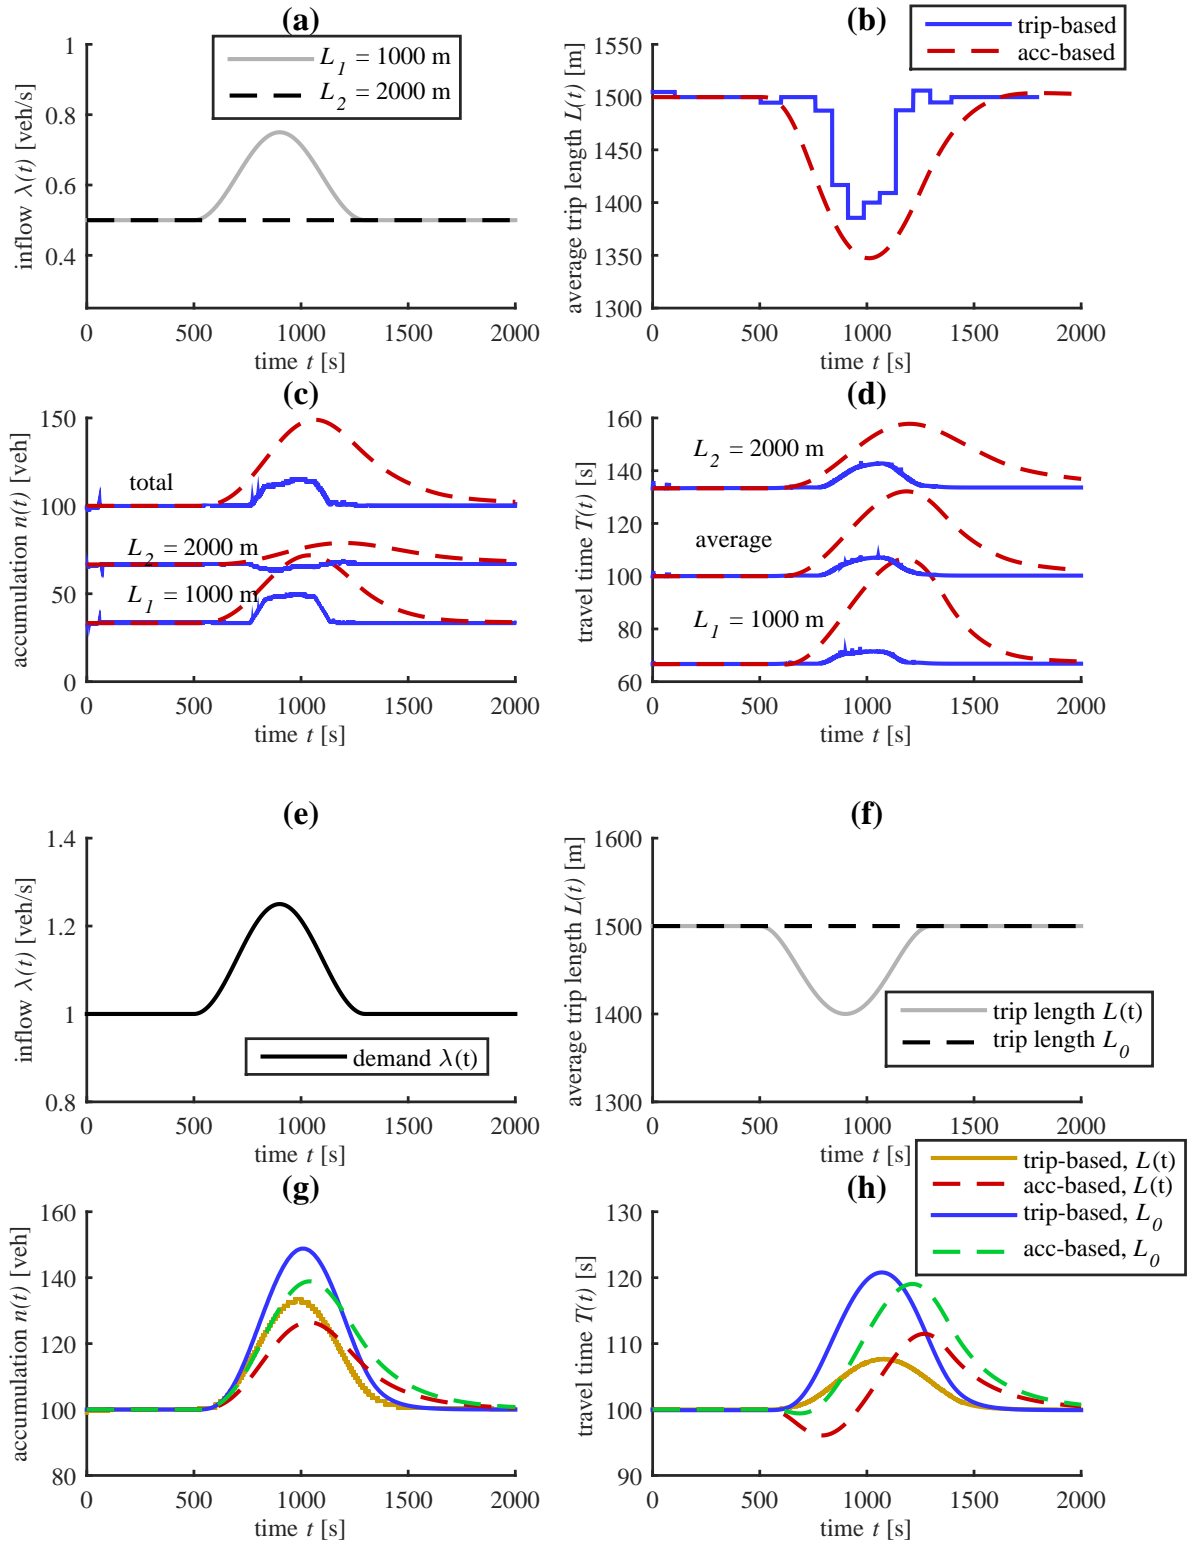 (a)
inflow λ(t) [veh/s]
1
0.8
0.6
0.4
0 500 1000 1500 2000
time t [s]
L1 = 1000 m
L2 = 2000 m
(b)
average trip length L(t) [m]
1550
1500
1450
1400
1350
1300
0 500 1000 1500 2000
time t [s]
trip-based
acc-based
(c)
accumulation n(t) [veh]
150
100
50
0
total
L2 = 2000 m
L1 = 1000 m
0 500 1000 1500 2000
time t [s]
(d)
travel time T(t) [s]
160
140
120
100
80
60
L2 = 2000 m
average
L1 = 1000 m
0 500 1000 1500 2000
time t [s]
(e)
inflow λ(t) [veh/s]
1.4
1.2
1
0.8
demand λ(t)
0 500 1000 1500 2000
time t [s]
(f)
average trip length L(t) [m]
1600
1500
1400
1300
trip length L(t)
trip length L0
0 500 1000 1500 2000
time t [s]
(g)
accumulation n(t) [veh]
160
140
120
100
80
0 500 1000 1500 2000
time t [s]
(h)
travel time T(t) [s]
130
120
110
100
90
trip-based, L(t)
acc-based, L(t)
trip-based, L0
acc-based, L0
0 500 1000 1500 2000
time t [s]